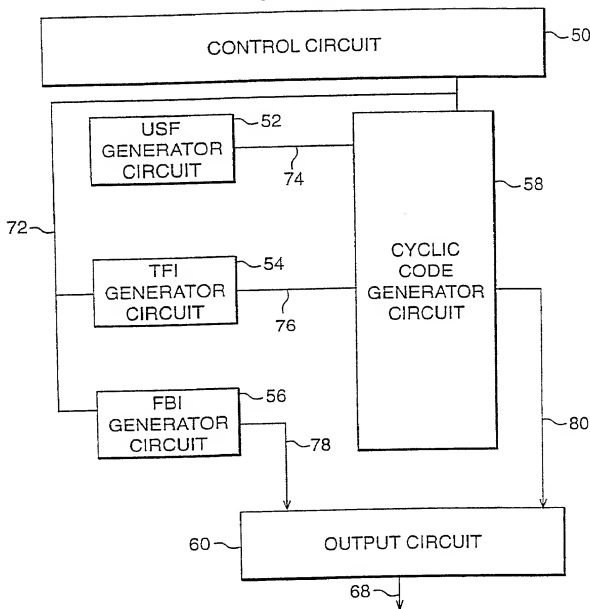 CONTROL CIRCUIT
50
USF
GENERATOR
CIRCUIT
52
74
58
72
TFI
GENERATOR
CIRCUIT
54
76
CYCLIC
CODE
GENERATOR
CIRCUIT
FBI
GENERATOR
CIRCUIT
56
78
80
60
OUTPUT CIRCUIT
68